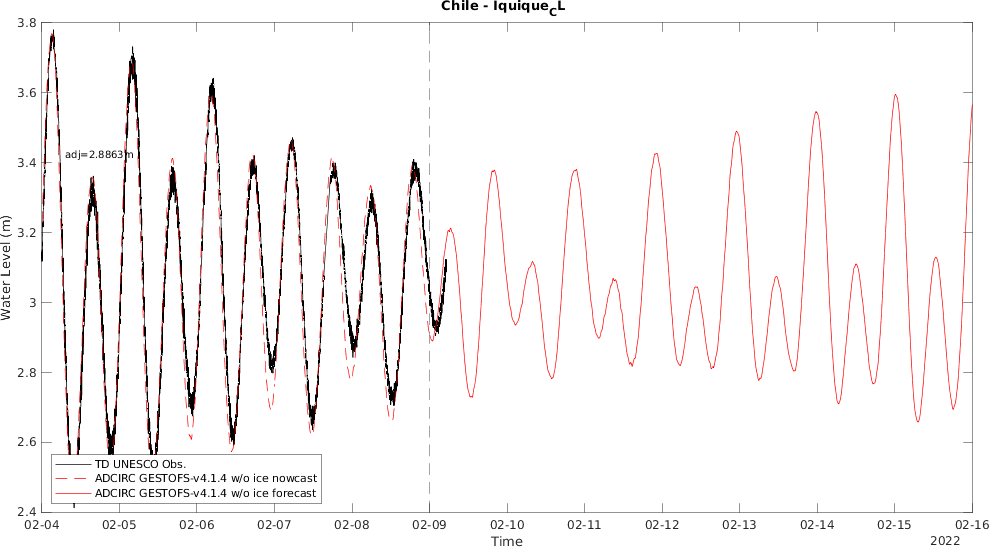 Chile - Iquique_CL
3.8
3.6
3.4
3.2
3
2.8
2.6
2.4
Water Level (m)
adj=2.8863m
TD UNESCO Obs.
ADCIRC GESTOFS-v4.1.4 w/o ice nowcast
ADCIRC GESTOFS-v4.1.4 w/o ice forecast
02-04 02-05 02-06 02-07 02-08 02-09 02-10 02-11 02-12 02-13 02-14 02-15 02-16
Time
2022